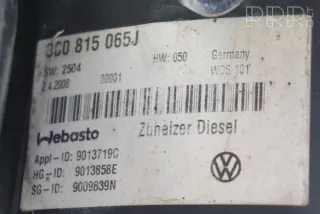 RRR
3C0 815 065J
SW: 2504 HW: 050 Germany
2.4.2008 00001 WDS 101
Webasto Zuheizer Diesel
Appl-ID: 9013719C
HG-ID: 9013858E
SG-ID: 9009839N